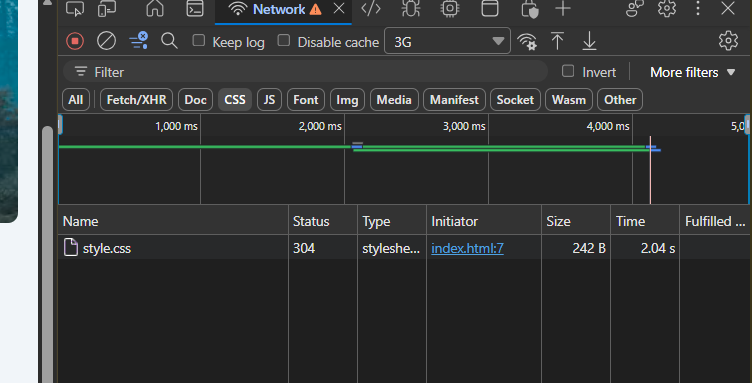 Network
Keep log Disable cache 3G
Filter Invert More filters
All Fetch/XHR Doc CSS JS Font Img Media Manifest Socket Wasm Other
1,000 ms 2,000 ms 3,000 ms 4,000 ms 5,0
Name Status Type Initiator Size Time Fulfilled ...
style.css 304 styleshe... index.html:7 242 B 2.04 s